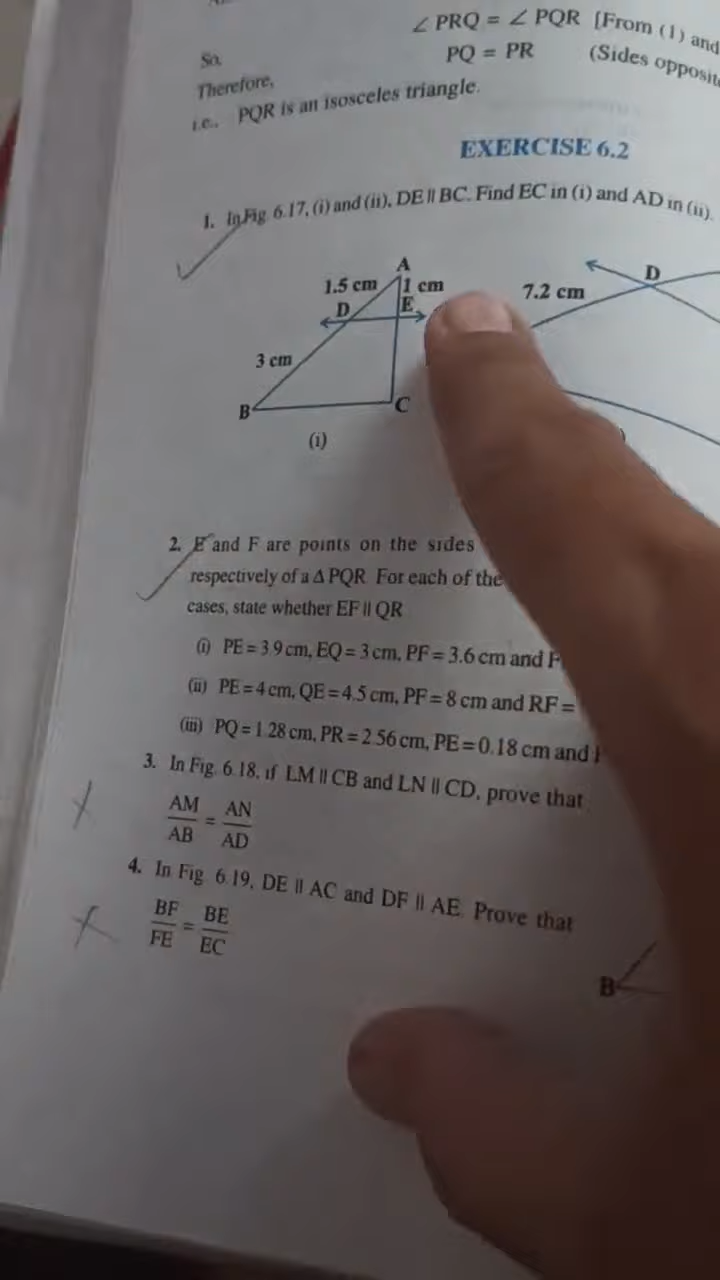 ∠ PRQ = ∠ PQR [From (1) and
So,
PQ = PR (Sides opposite
Therefore,
i.e., PQR is an isosceles triangle.
EXERCISE 6.2
1. In Fig. 6.17, (i) and (ii), DE || BC. Find EC in (i) and AD in (ii).
A
1.5 cm
1 cm
D
E
3 cm
B
C
(i)
7.2 cm
D
2. E and F are points on the sides
respectively of a Δ PQR. For each of the
cases, state whether EF || QR
(i) PE = 3.9 cm, EQ = 3 cm, PF = 3.6 cm and F
(ii) PE = 4 cm, QE = 4.5 cm, PF = 8 cm and RF =
(iii) PQ = 1.28 cm, PR = 2.56 cm, PE = 0.18 cm and
3. In Fig. 6.18, if LM || CB and LN || CD, prove that
AM/AB = AN/AD
4. In Fig. 6.19, DE || AC and DF || AE. Prove that
BF/FE = BE/EC
B